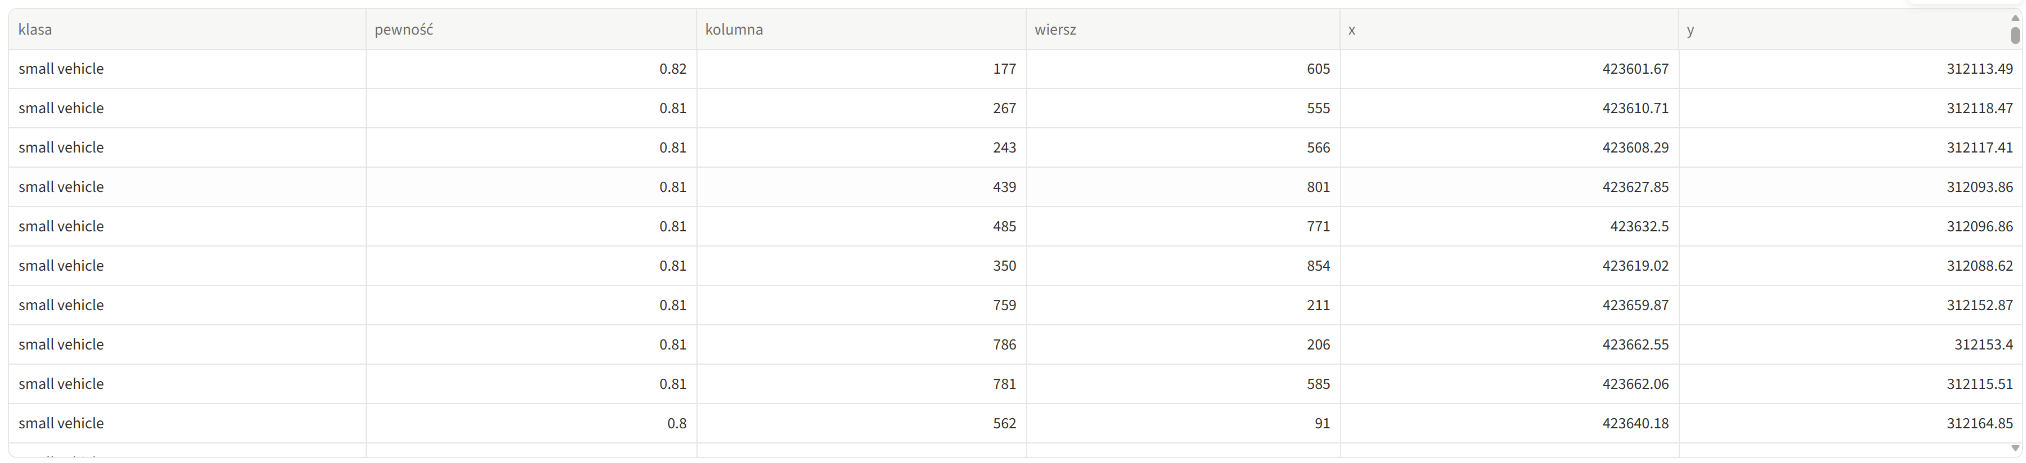 klasa pewność kolumna wiersz x y
small vehicle 0.82 177 605 423601.67 312113.49
small vehicle 0.81 267 555 423610.71 312118.47
small vehicle 0.81 243 566 423608.29 312117.41
small vehicle 0.81 439 801 423627.85 312093.86
small vehicle 0.81 485 771 423632.5 312096.86
small vehicle 0.81 350 854 423619.02 312088.62
small vehicle 0.81 759 211 423659.87 312152.87
small vehicle 0.81 786 206 423662.55 312153.4
small vehicle 0.81 781 585 423662.06 312115.51
small vehicle 0.8 562 91 423640.18 312164.85